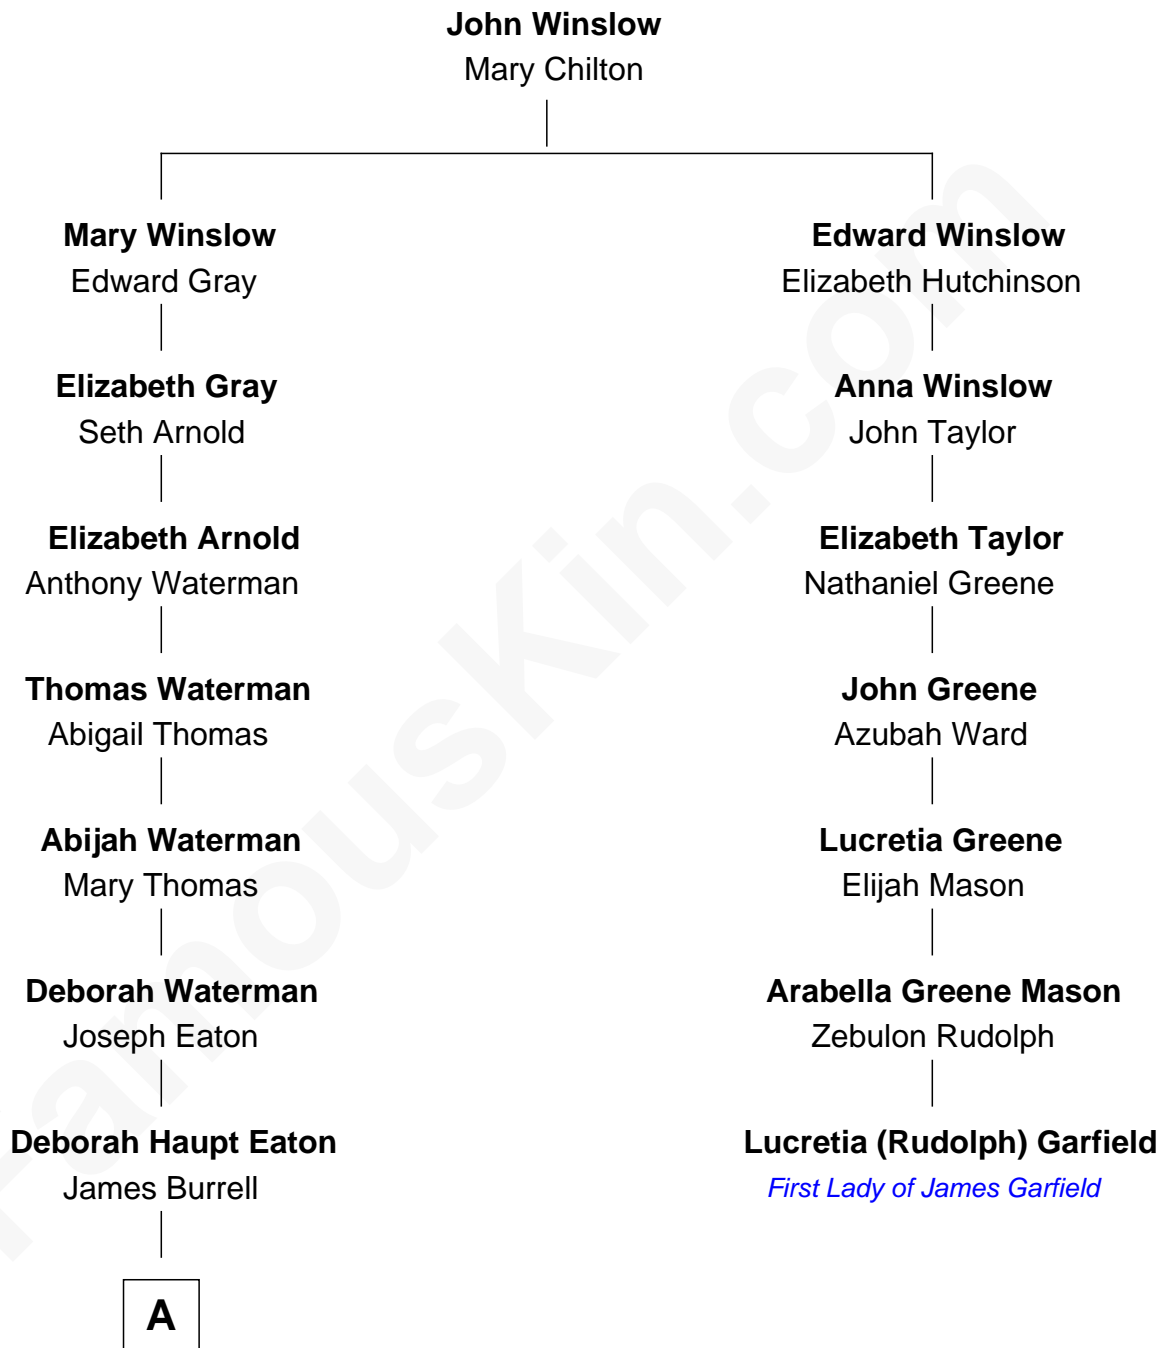 John Winslow
Mary Chilton
Mary Winslow
Edward Gray
Edward Winslow
Elizabeth Hutchinson
Elizabeth Gray
Seth Arnold
Anna Winslow
John Taylor
Elizabeth Arnold
Anthony Waterman
Elizabeth Taylor
Nathaniel Greene
Thomas Waterman
Abigail Thomas
John Greene
Azubah Ward
Abijah Waterman
Mary Thomas
Lucretia Greene
Elijah Mason
Deborah Waterman
Joseph Eaton
Arabella Greene Mason
Zebulon Rudolph
Deborah Haupt Eaton
James Burrell
Lucretia (Rudolph) Garfield
First Lady of James Garfield
A
FamousKin.com